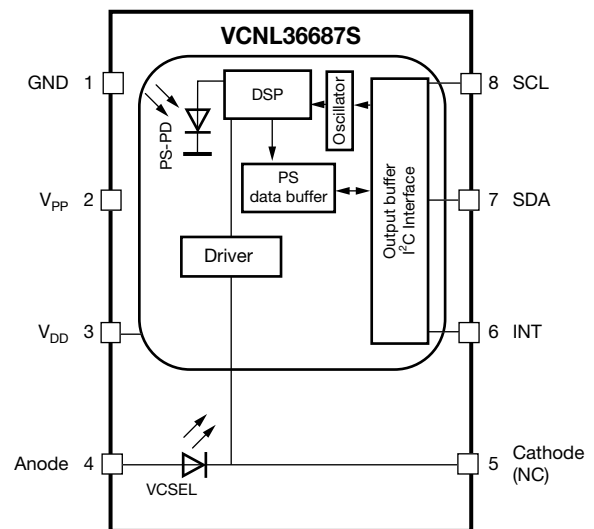 VCNL36687S
GND 1
8 SCL
DSP
Oscillator
PS-PD
PS
data buffer
Output buffer
I²C Interface
V_PP 2
7 SDA
Driver
V_DD 3
6 INT
Anode 4
VCSEL
5 Cathode
(NC)